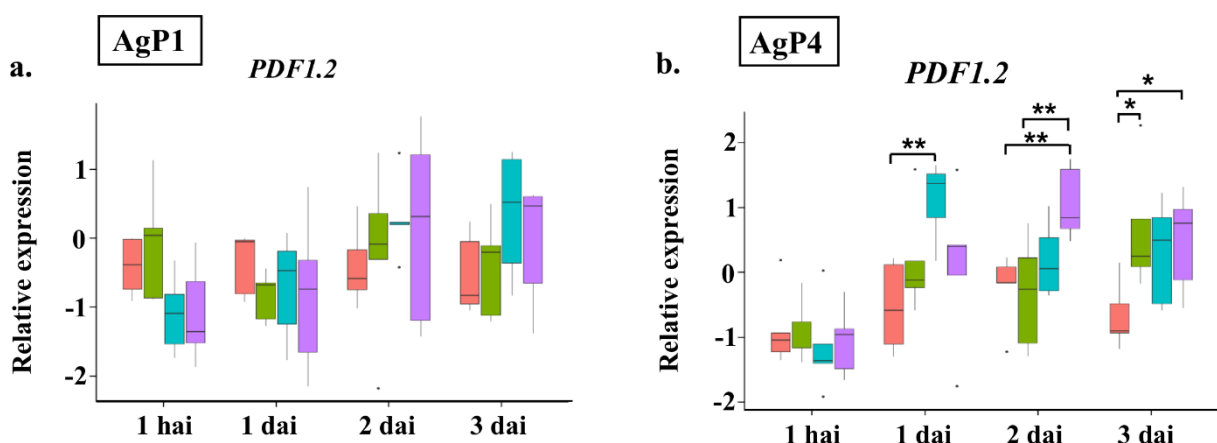 AgP1
a.
PDF1.2
Relative expression
1
0
-1
-2
1 hai 1 dai 2 dai 3 dai
AgP4
b.
PDF1.2
Relative expression
2
1
0
-1
-2
**
**
**
*
*
1 hai 1 dai 2 dai 3 dai